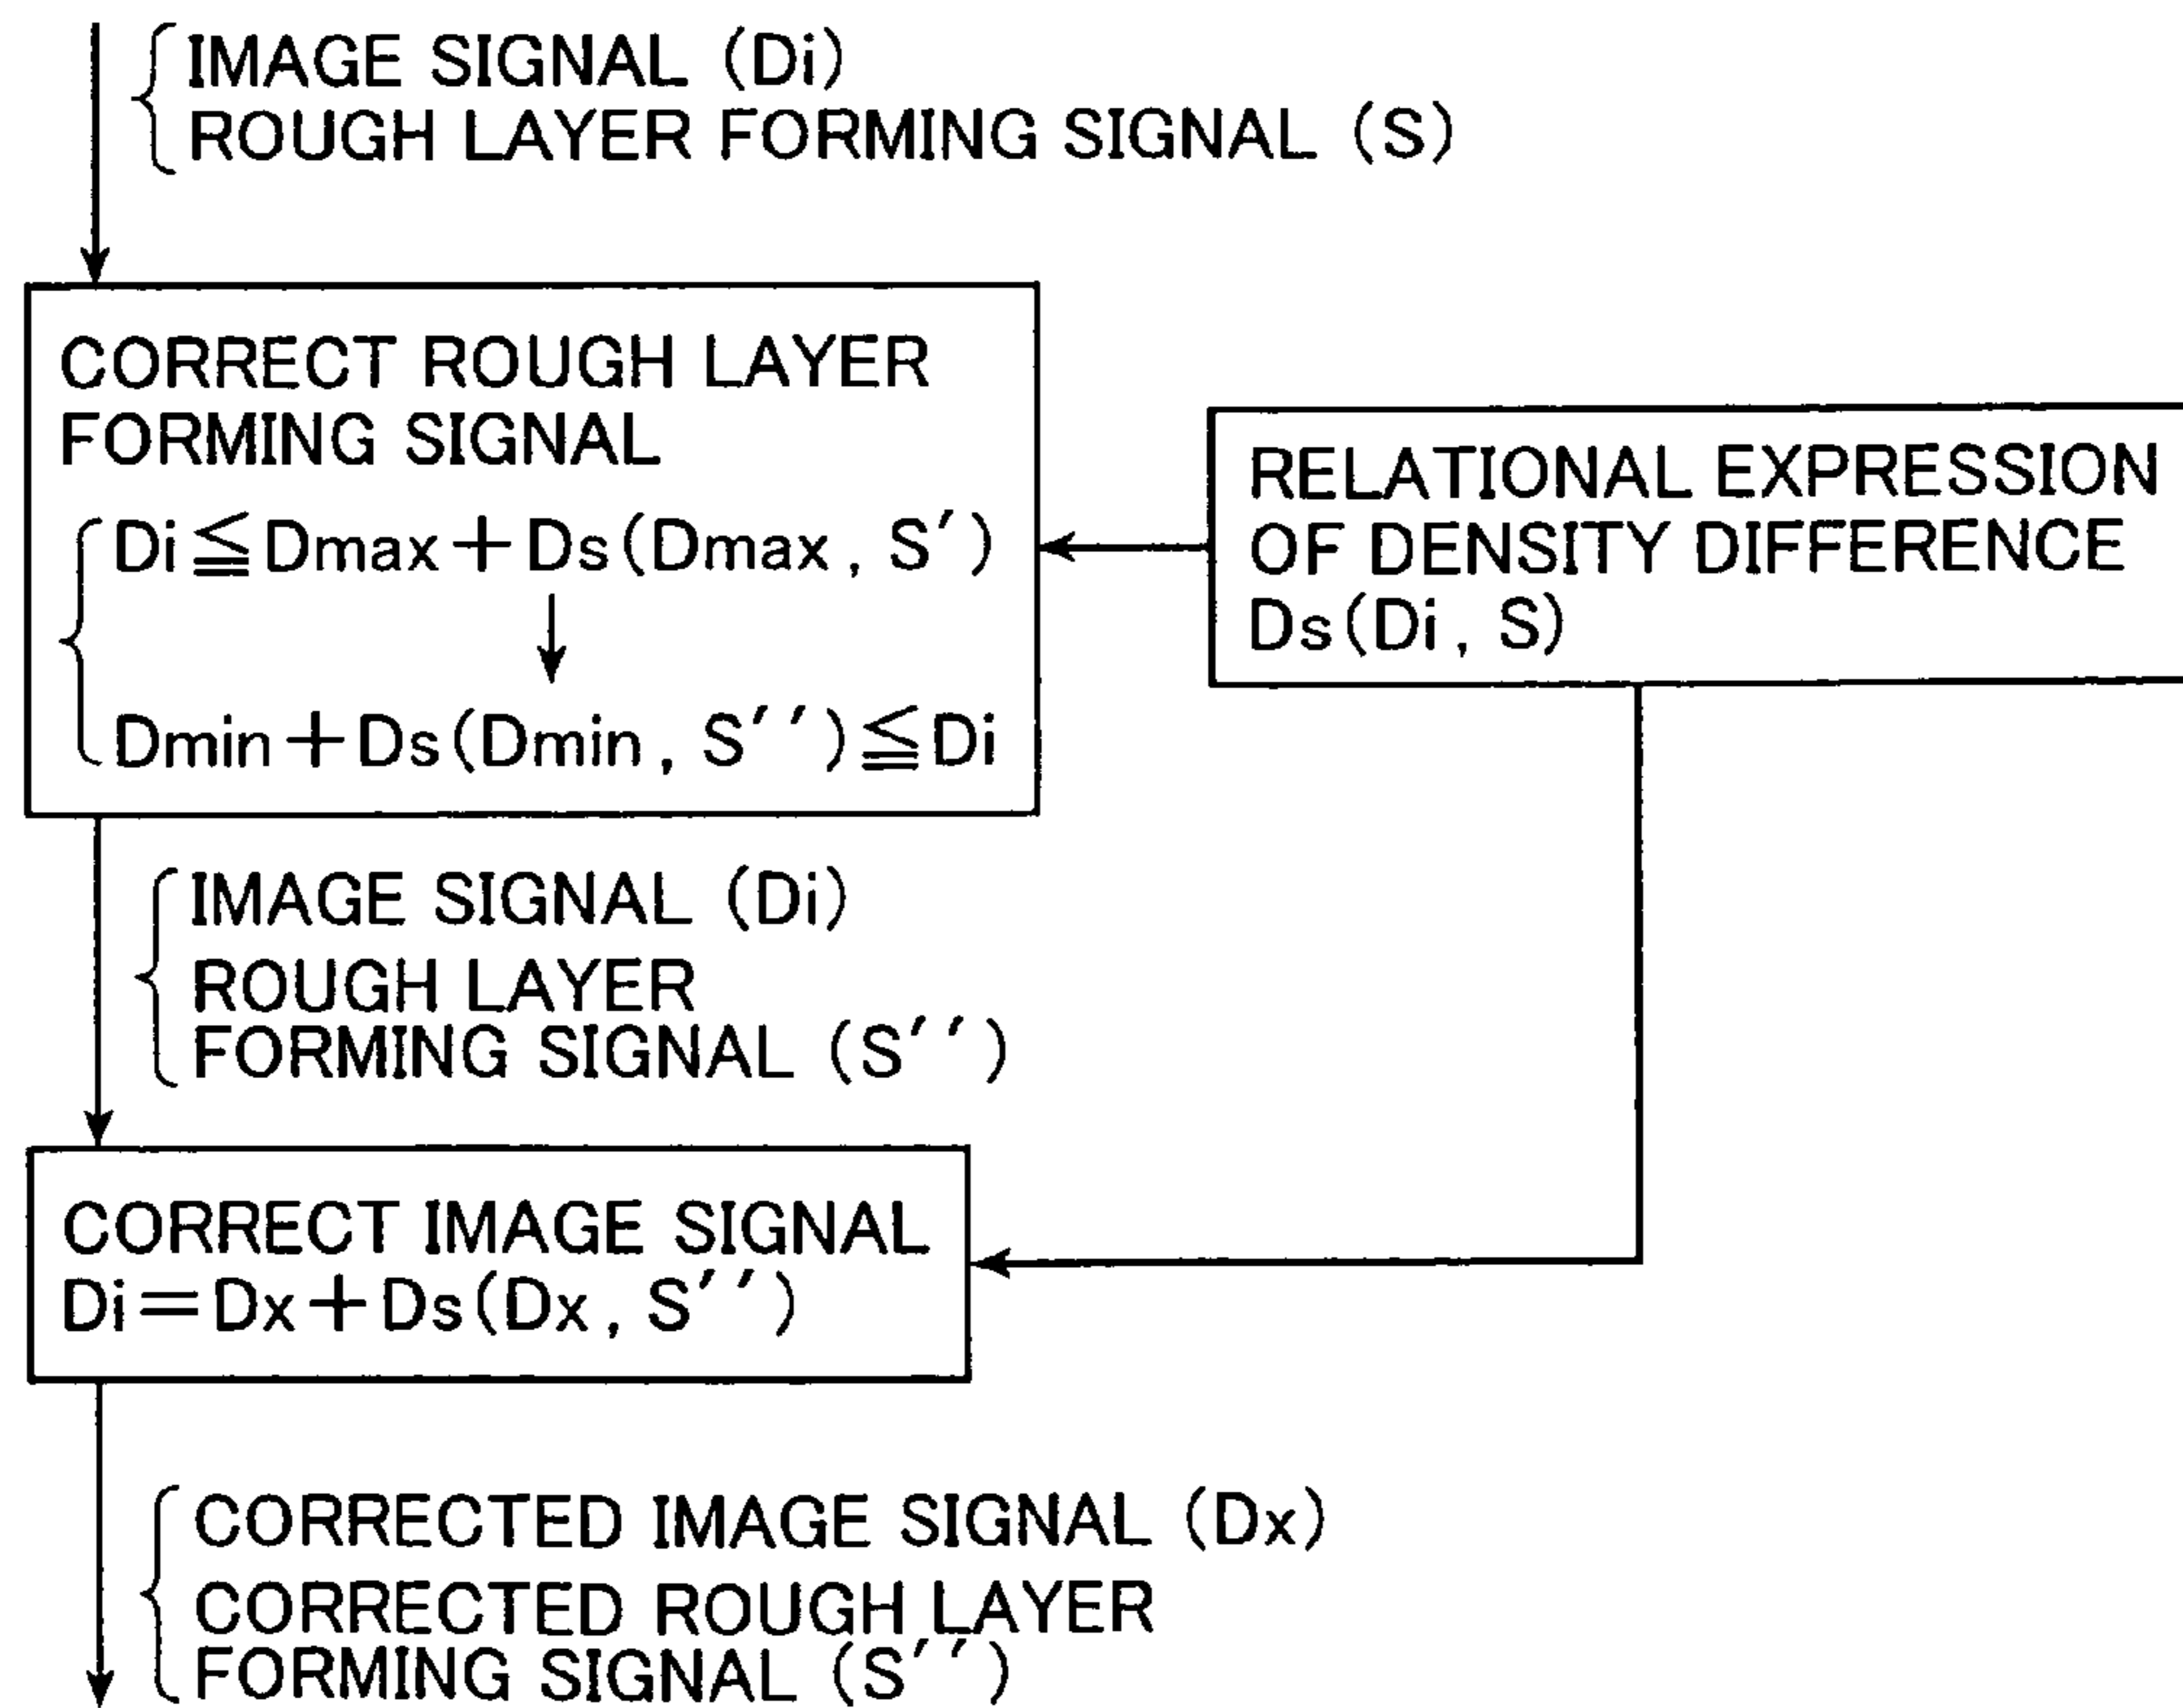 IMAGE SIGNAL (Di)
ROUGH LAYER FORMING SIGNAL (S)
CORRECT ROUGH LAYER
FORMING SIGNAL
Di≦Dmax+Ds(Dmax, S′)
Dmin+Ds(Dmin, S′′)≦Di
RELATIONAL EXPRESSION
OF DENSITY DIFFERENCE
Ds(Di, S)
IMAGE SIGNAL (Di)
ROUGH LAYER
FORMING SIGNAL (S′′)
CORRECT IMAGE SIGNAL
Di=Dx+Ds(Dx, S′′)
CORRECTED IMAGE SIGNAL (Dx)
CORRECTED ROUGH LAYER
FORMING SIGNAL (S′′)